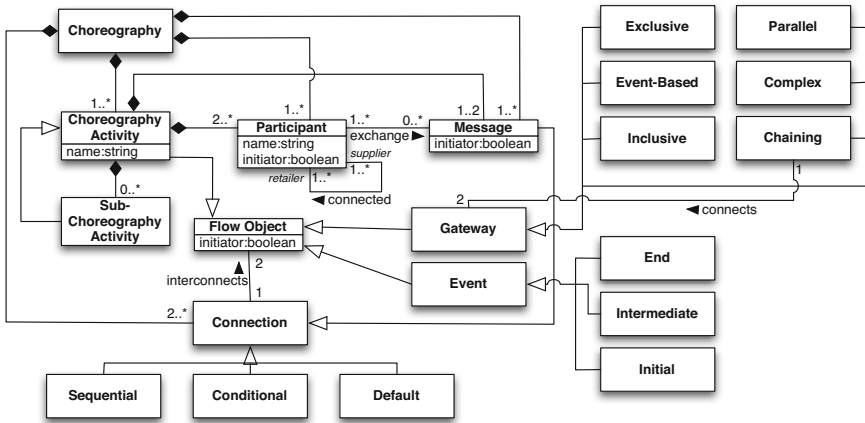 Choreography
Exclusive
Parallel
Event-Based
Complex
1..*
2..*
1..*
1..*
0..*
1..2
1..*
Choreography
Activity
name:string
Participant
name:string
initiator:boolean
exchange
supplier
Message
initiator:boolean
Inclusive
Chaining
retailer
1..*
1..*
connected
1
0..*
Sub-
Choreography
Activity
Flow Object
initiator:boolean
2
Gateway
connects
interconnects
2
1
Event
End
2..*
Connection
Intermediate
Initial
Sequential
Conditional
Default